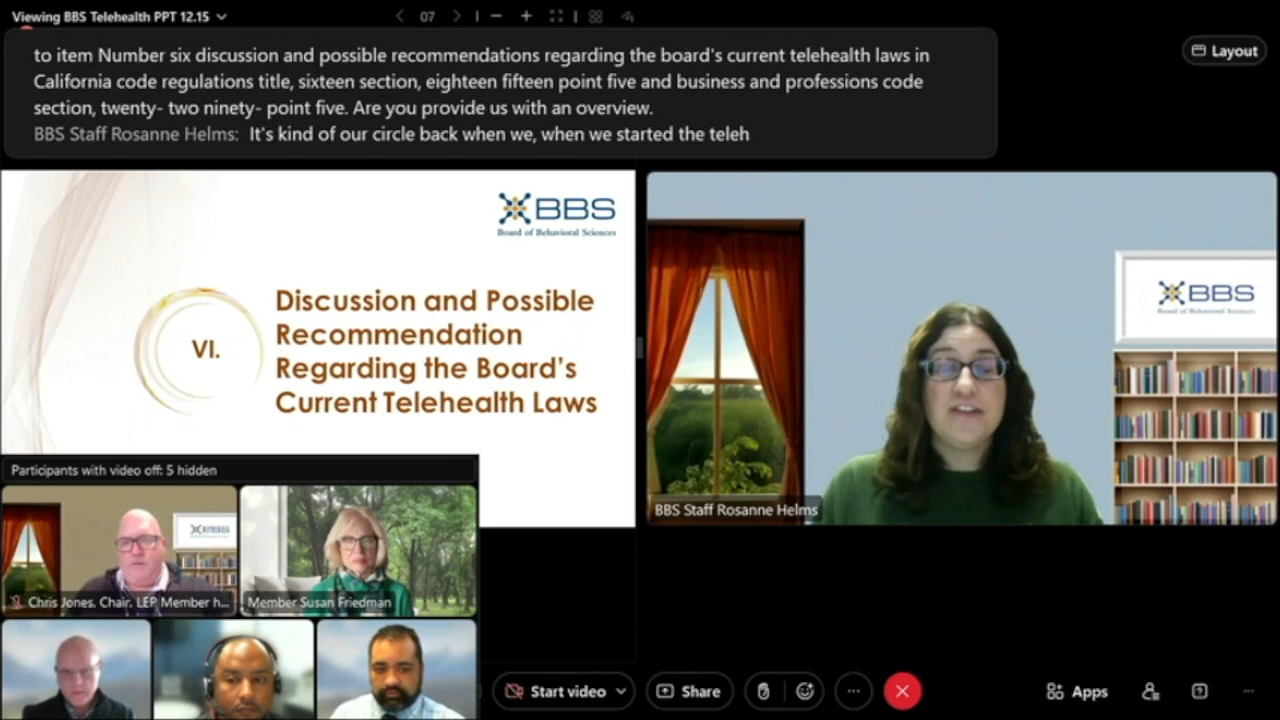 Viewing BBS Telehealth PPT 12.15
07
to item Number six discussion and possible recommendations regarding the board's current telehealth laws in
California code regulations title, sixteen section, eighteen fifteen point five and business and professions code
section, twenty- two ninety- point five. Are you provide us with an overview.
BBS Staff Rosanne Helms: It's kind of our circle back when we, when we started the teleh
Layout
BBS
Board of Behavioral Sciences
VI.
Discussion and Possible
Recommendation
Regarding the Board's
Current Telehealth Laws
BBS
Board of Behavioral Sciences
BBS Staff Rosanne Helms
Participants with video off: 5 hidden
BBS
Chris Jones, Chair, LEP Member h...
Member Susan Friedman
Start video
Share
Apps